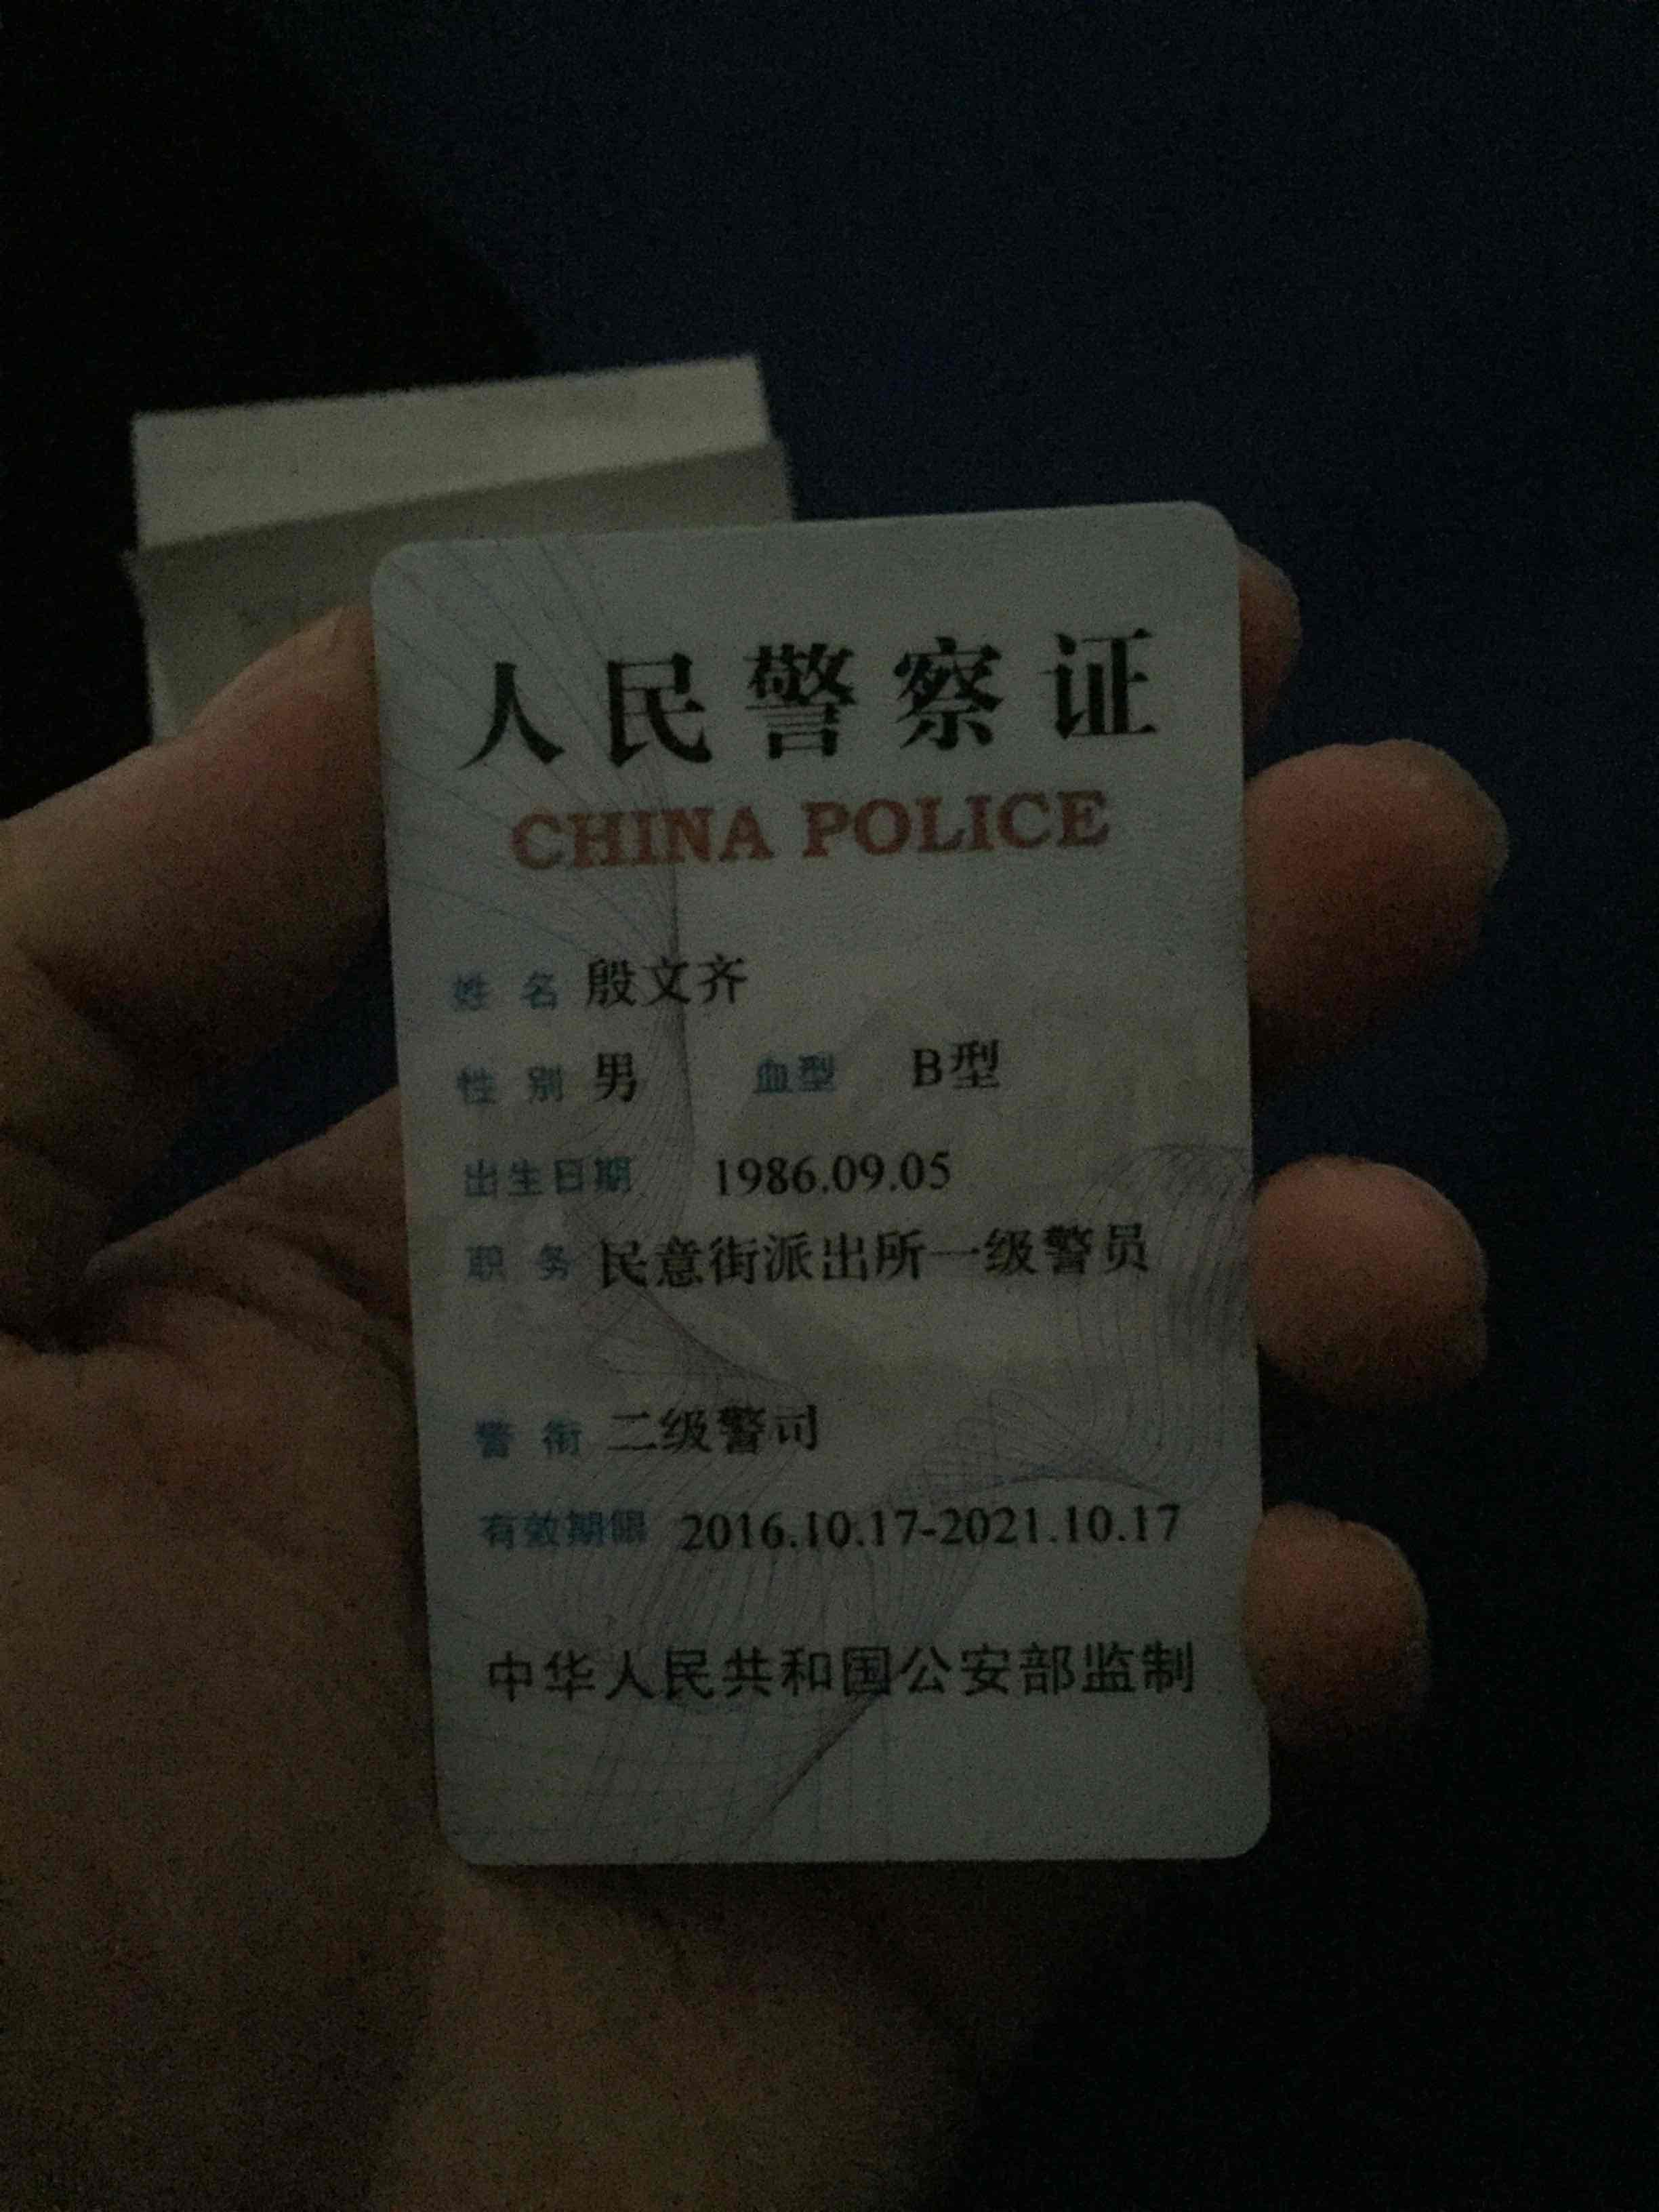 人民警察证
CHINA POLICE
姓名 殷文齐
性别 男 血型 B型
出生日期 1986.09.05
职务 民意街派出所一级警员
警衔 二级警司
有效期限 2016.10.17-2021.10.17
中华人民共和国公安部监制